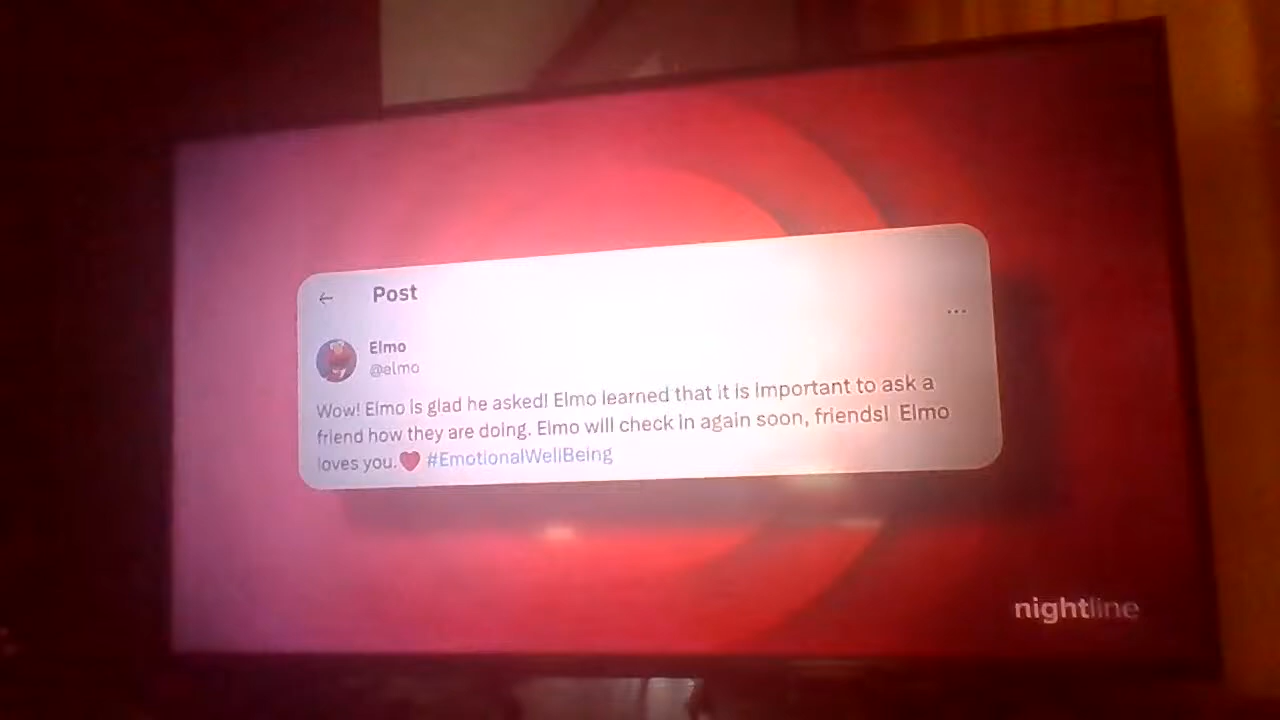 Post
Elmo
@elmo
Wow! Elmo is glad he asked! Elmo learned that it is important to ask a
friend how they are doing. Elmo will check in again soon, friends! Elmo
loves you.❤️ #EmotionalWellBeing
nightline